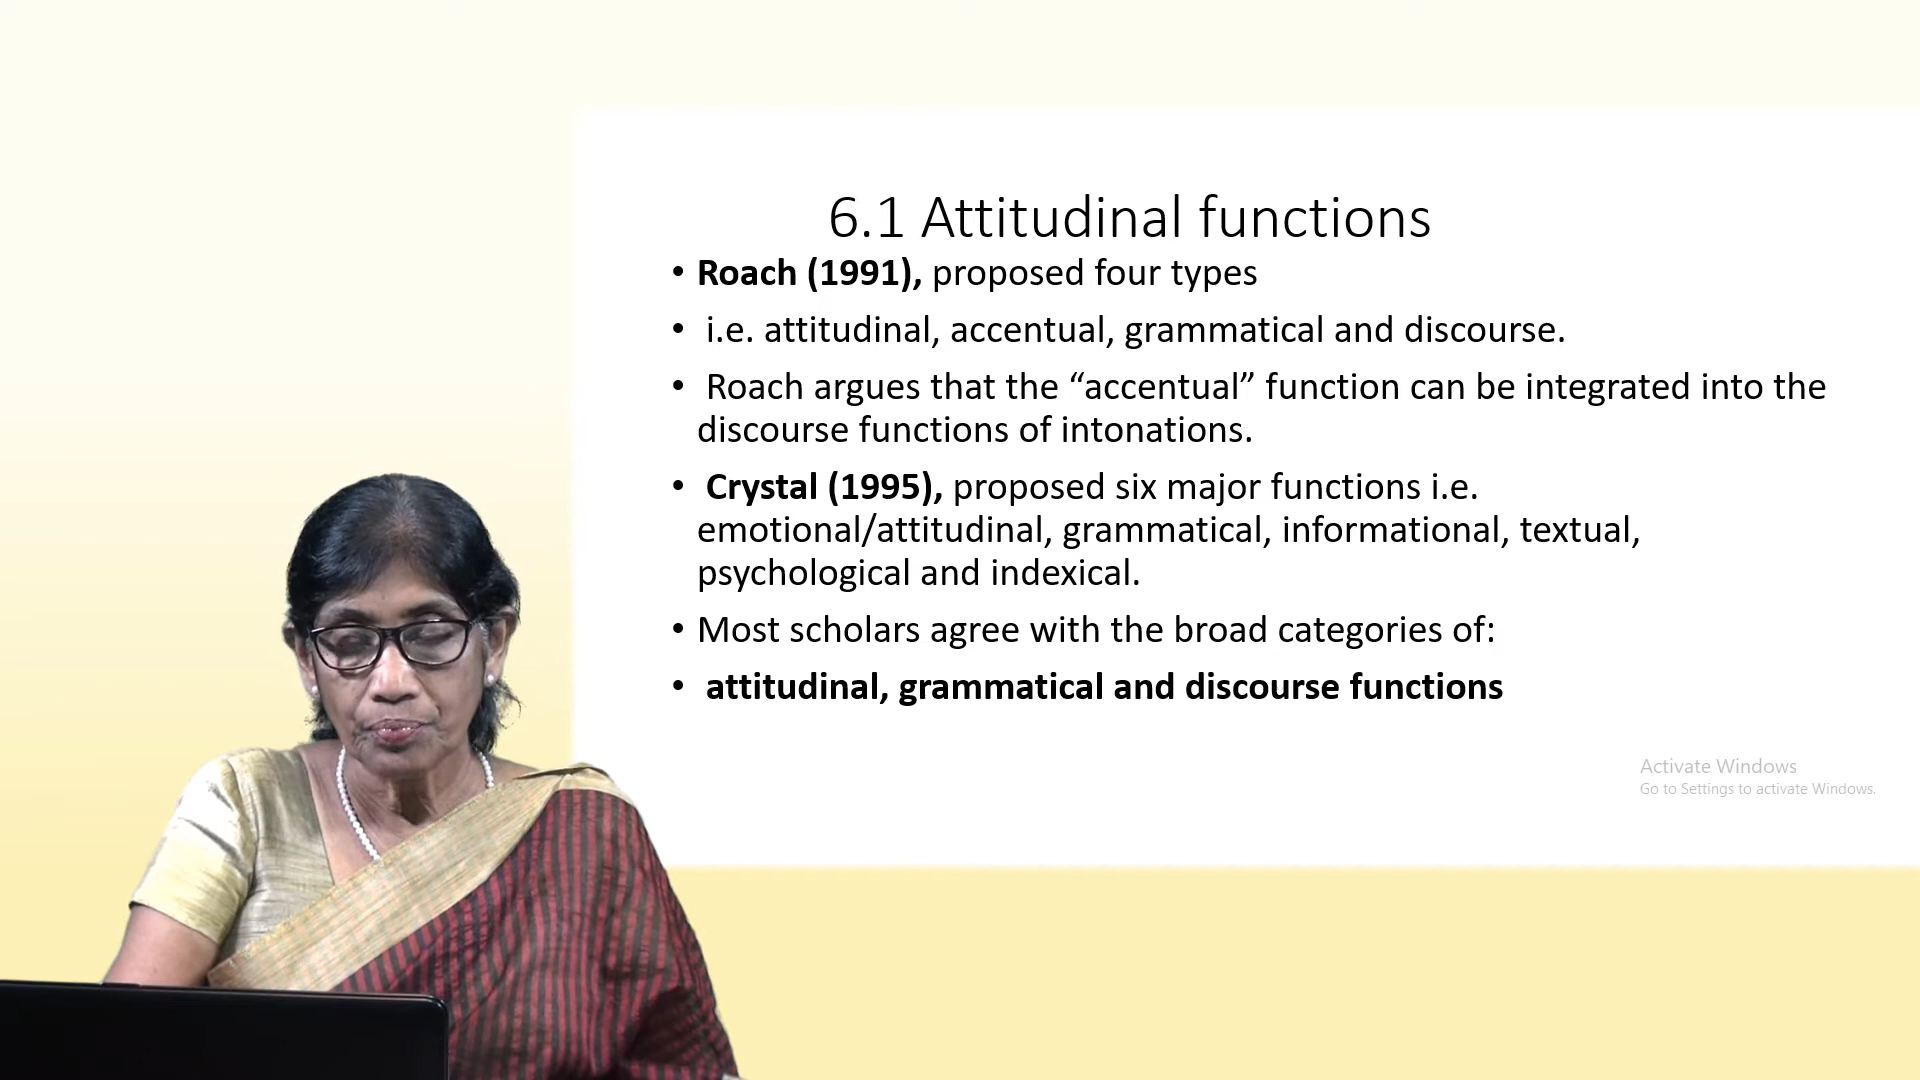 6.1 Attitudinal functions
• Roach (1991), proposed four types
• i.e. attitudinal, accentual, grammatical and discourse.
• Roach argues that the “accentual” function can be integrated into the
discourse functions of intonations.
• Crystal (1995), proposed six major functions i.e.
emotional/attitudinal, grammatical, informational, textual,
psychological and indexical.
• Most scholars agree with the broad categories of:
• attitudinal, grammatical and discourse functions
Activate Windows
Go to Settings to activate Windows.